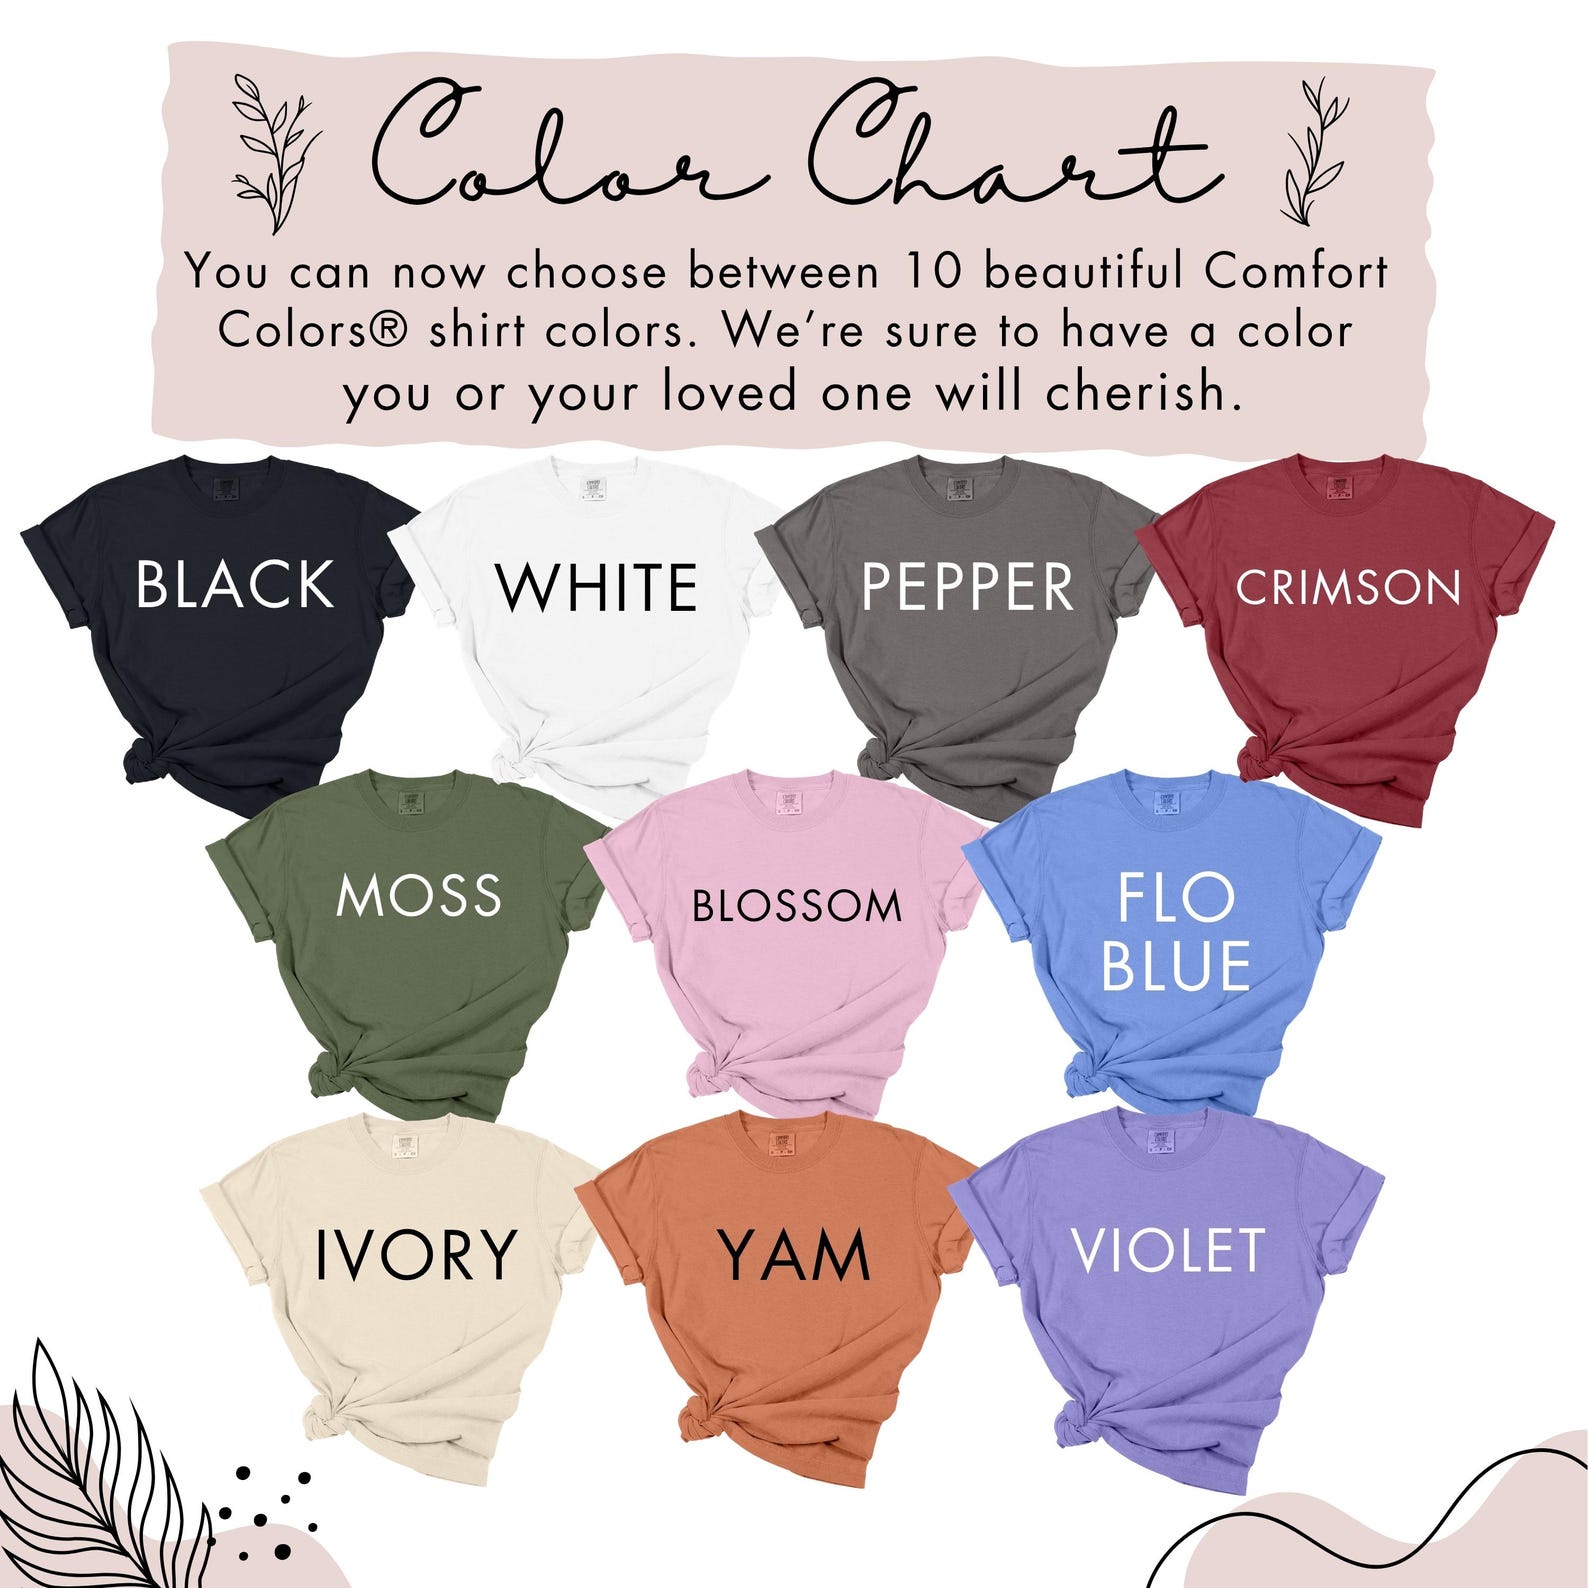 Color Chart
You can now choose between 10 beautiful Comfort
Colors® shirt colors. We're sure to have a color
you or your loved one will cherish.
BLACK
WHITE
PEPPER
CRIMSON
MOSS
BLOSSOM
FLO
BLUE
IVORY
YAM
VIOLET